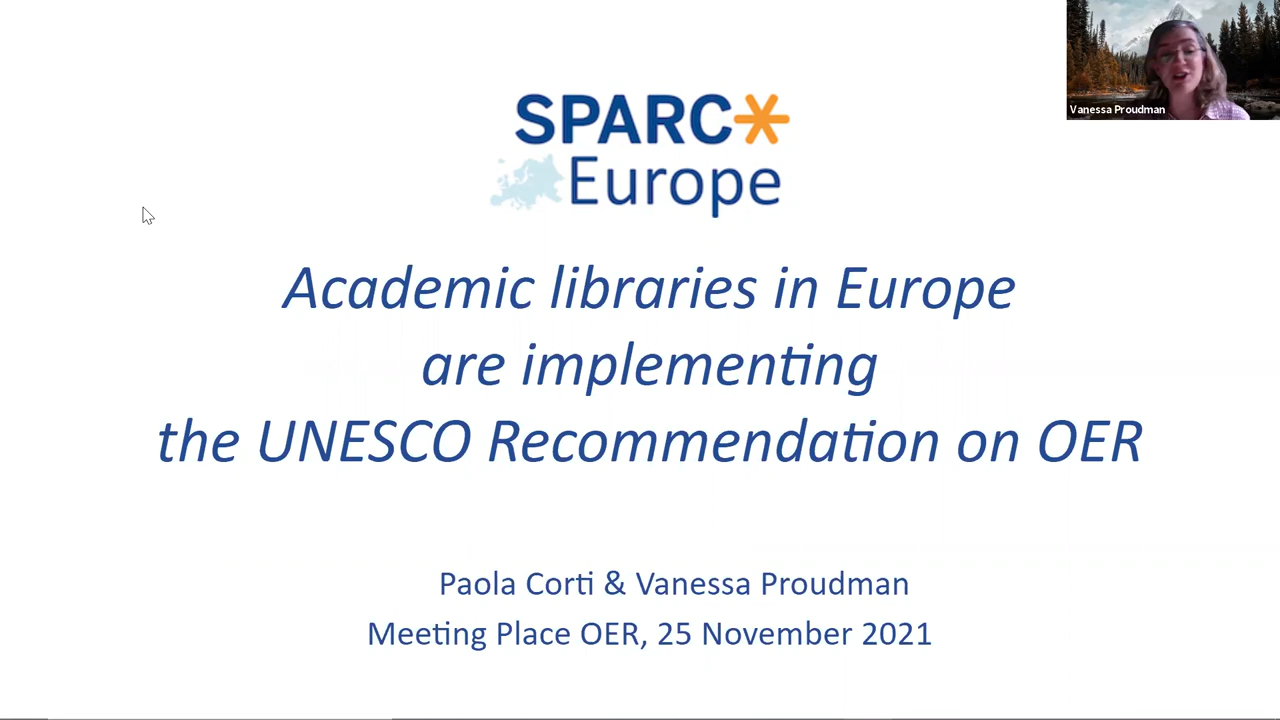 Vanessa Proudman
SPARC
Europe
Academic libraries in Europe
are implementing
the UNESCO Recommendation on OER
Paola Corti & Vanessa Proudman
Meeting Place OER, 25 November 2021